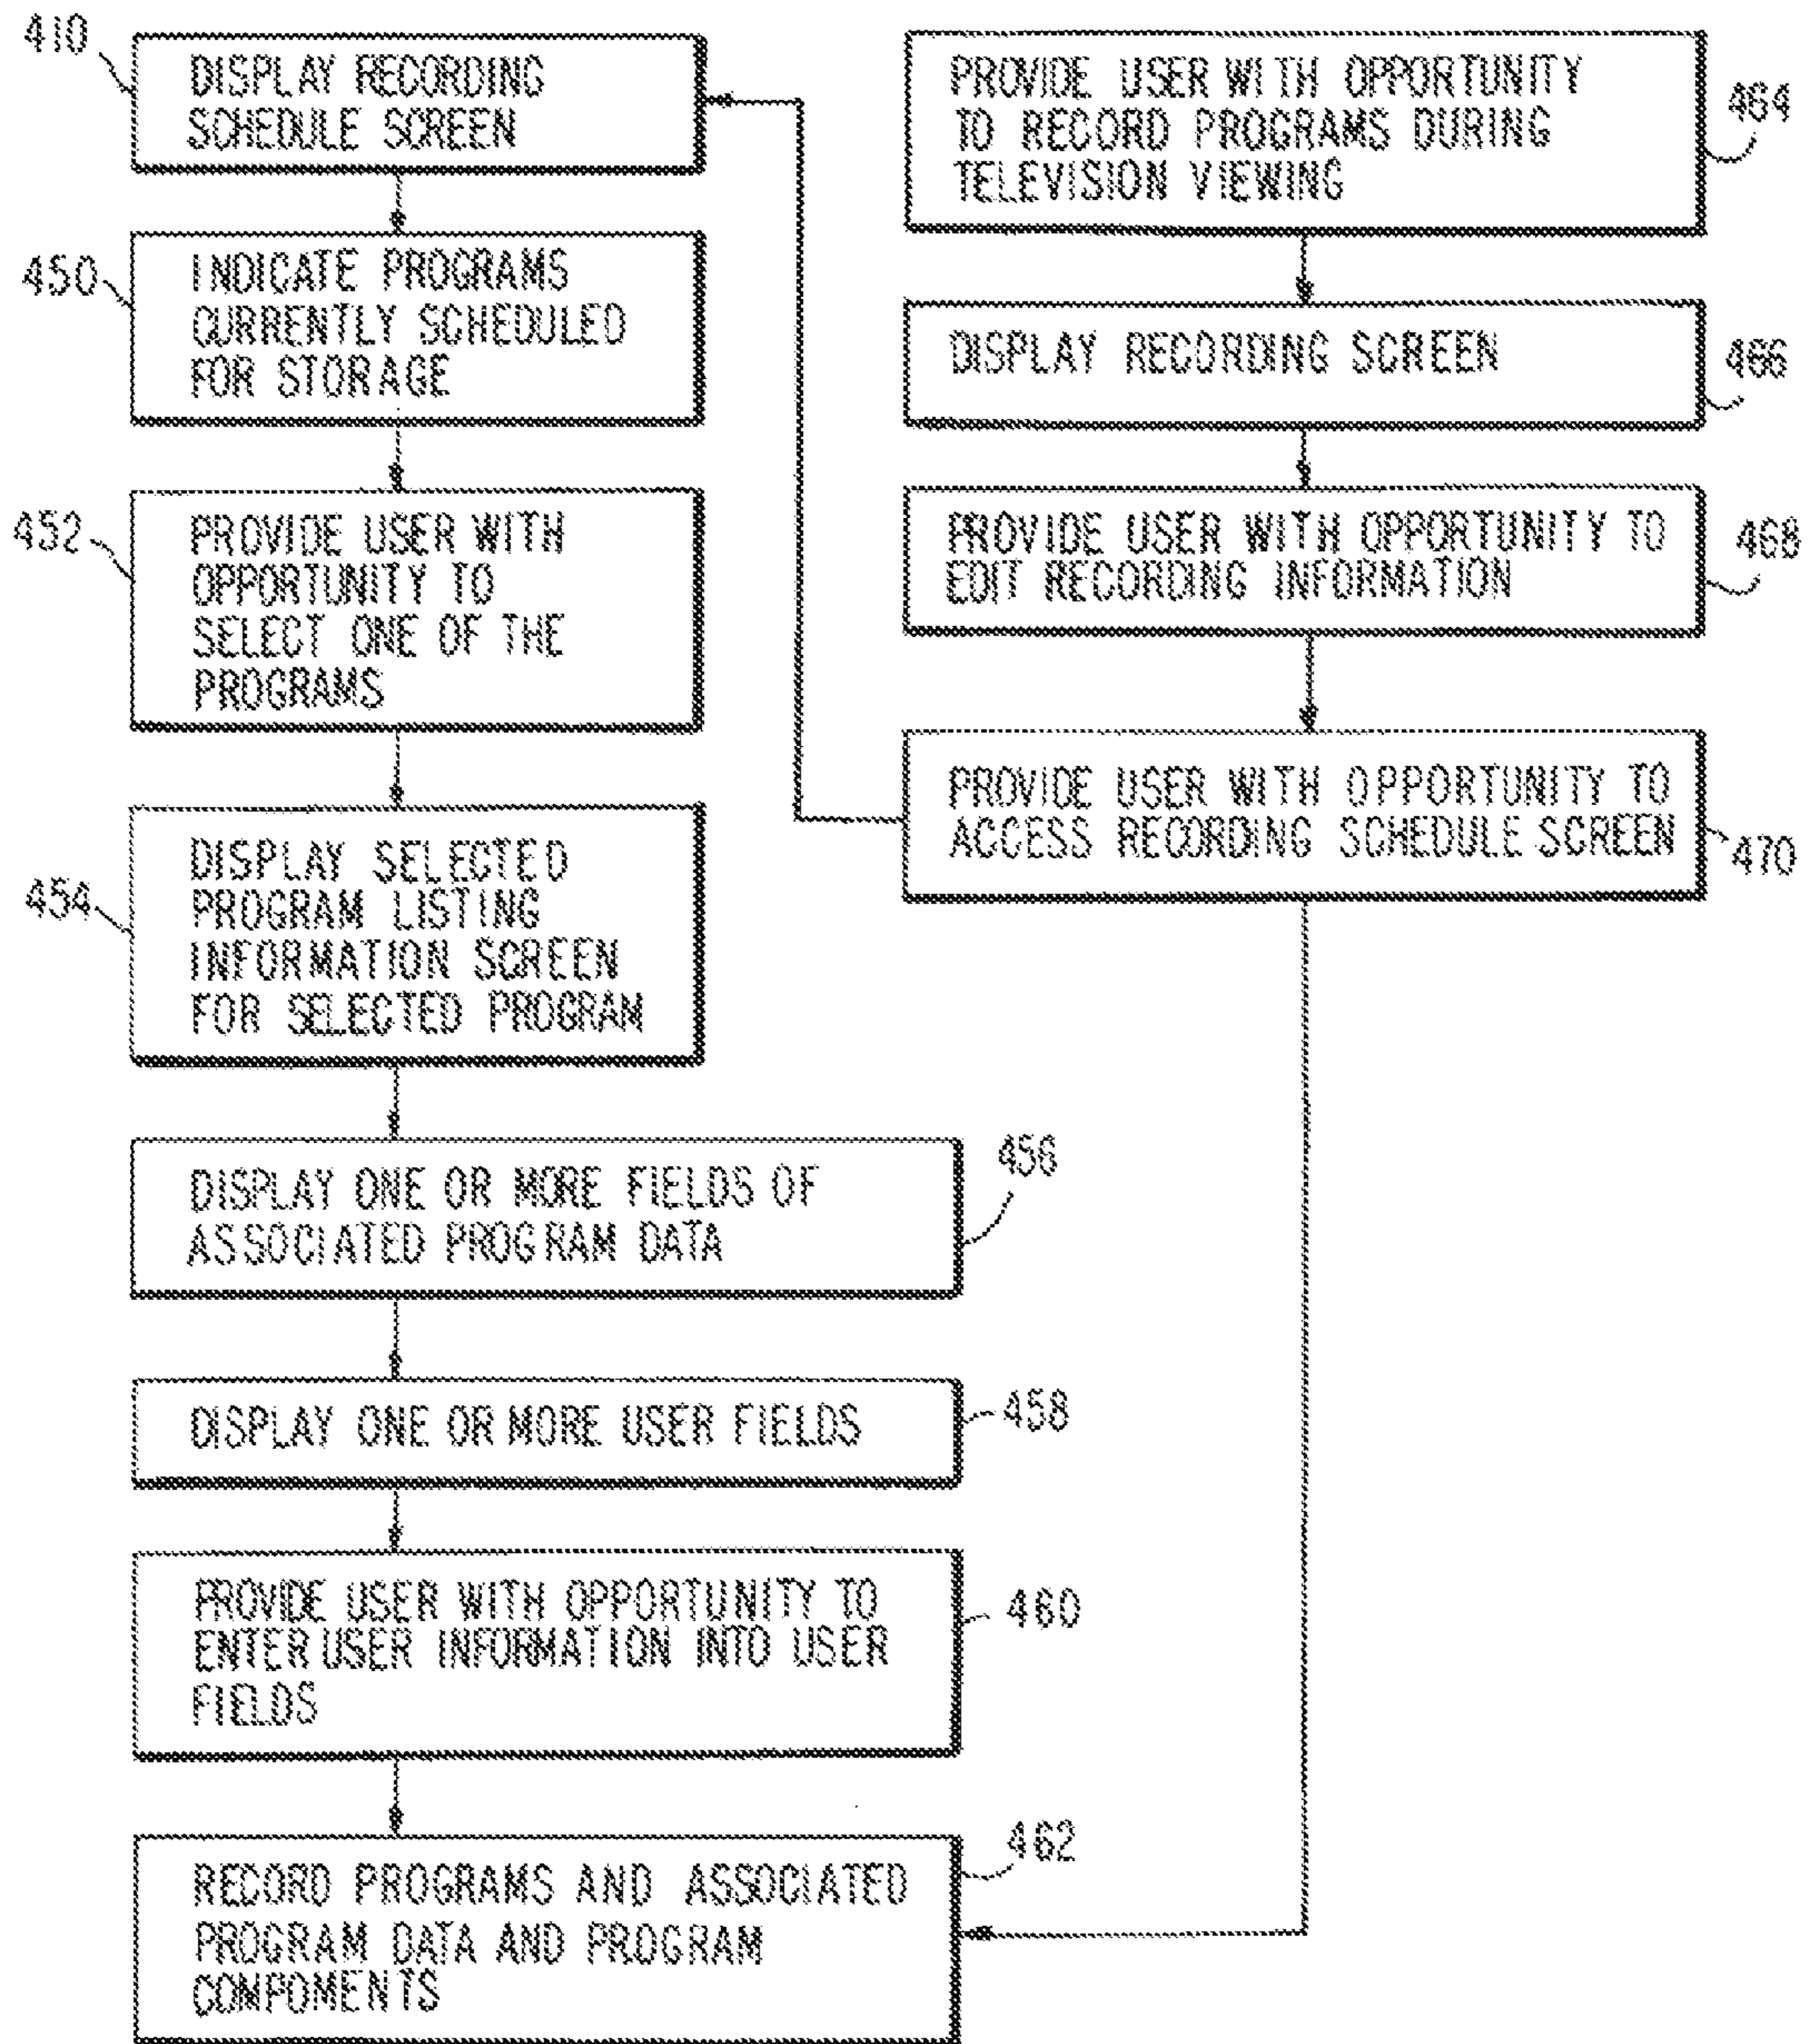 410
DISPLAY RECORDING
SCHEDULE SCREEN
450
INDICATE PROGRAMS
CURRENTLY SCHEDULED
FOR STORAGE
452
PROVIDE USER WITH
OPPORTUNITY TO
SELECT ONE OF THE
PROGRAMS
454
DISPLAY SELECTED
PROGRAM LISTING
INFORMATION SCREEN
FOR SELECTED PROGRAM
DISPLAY ONE OR MORE FIELDS OF
ASSOCIATED PROGRAM DATA
456
DISPLAY ONE OR MORE USER FIELDS
458
PROVIDE USER WITH OPPORTUNITY TO
ENTER USER INFORMATION INTO USER
FIELDS
460
RECORD PROGRAMS AND ASSOCIATED
PROGRAM DATA AND PROGRAM
COMPOMENTS
462
PROVIDE USER WITH OPPORTUNITY
TO RECORD PROGRAMS DURING
TELEVISION VIEWING
464
DISPLAY RECORDING SCREEN
466
PROVIDE USER WITH OPPORTUNITY TO
EDIT RECORDING INFORMATION
468
PROVIDE USER WITH OPPORTUNITY TO
ACCESS RECORDING SCHEDULE SCREEN
470